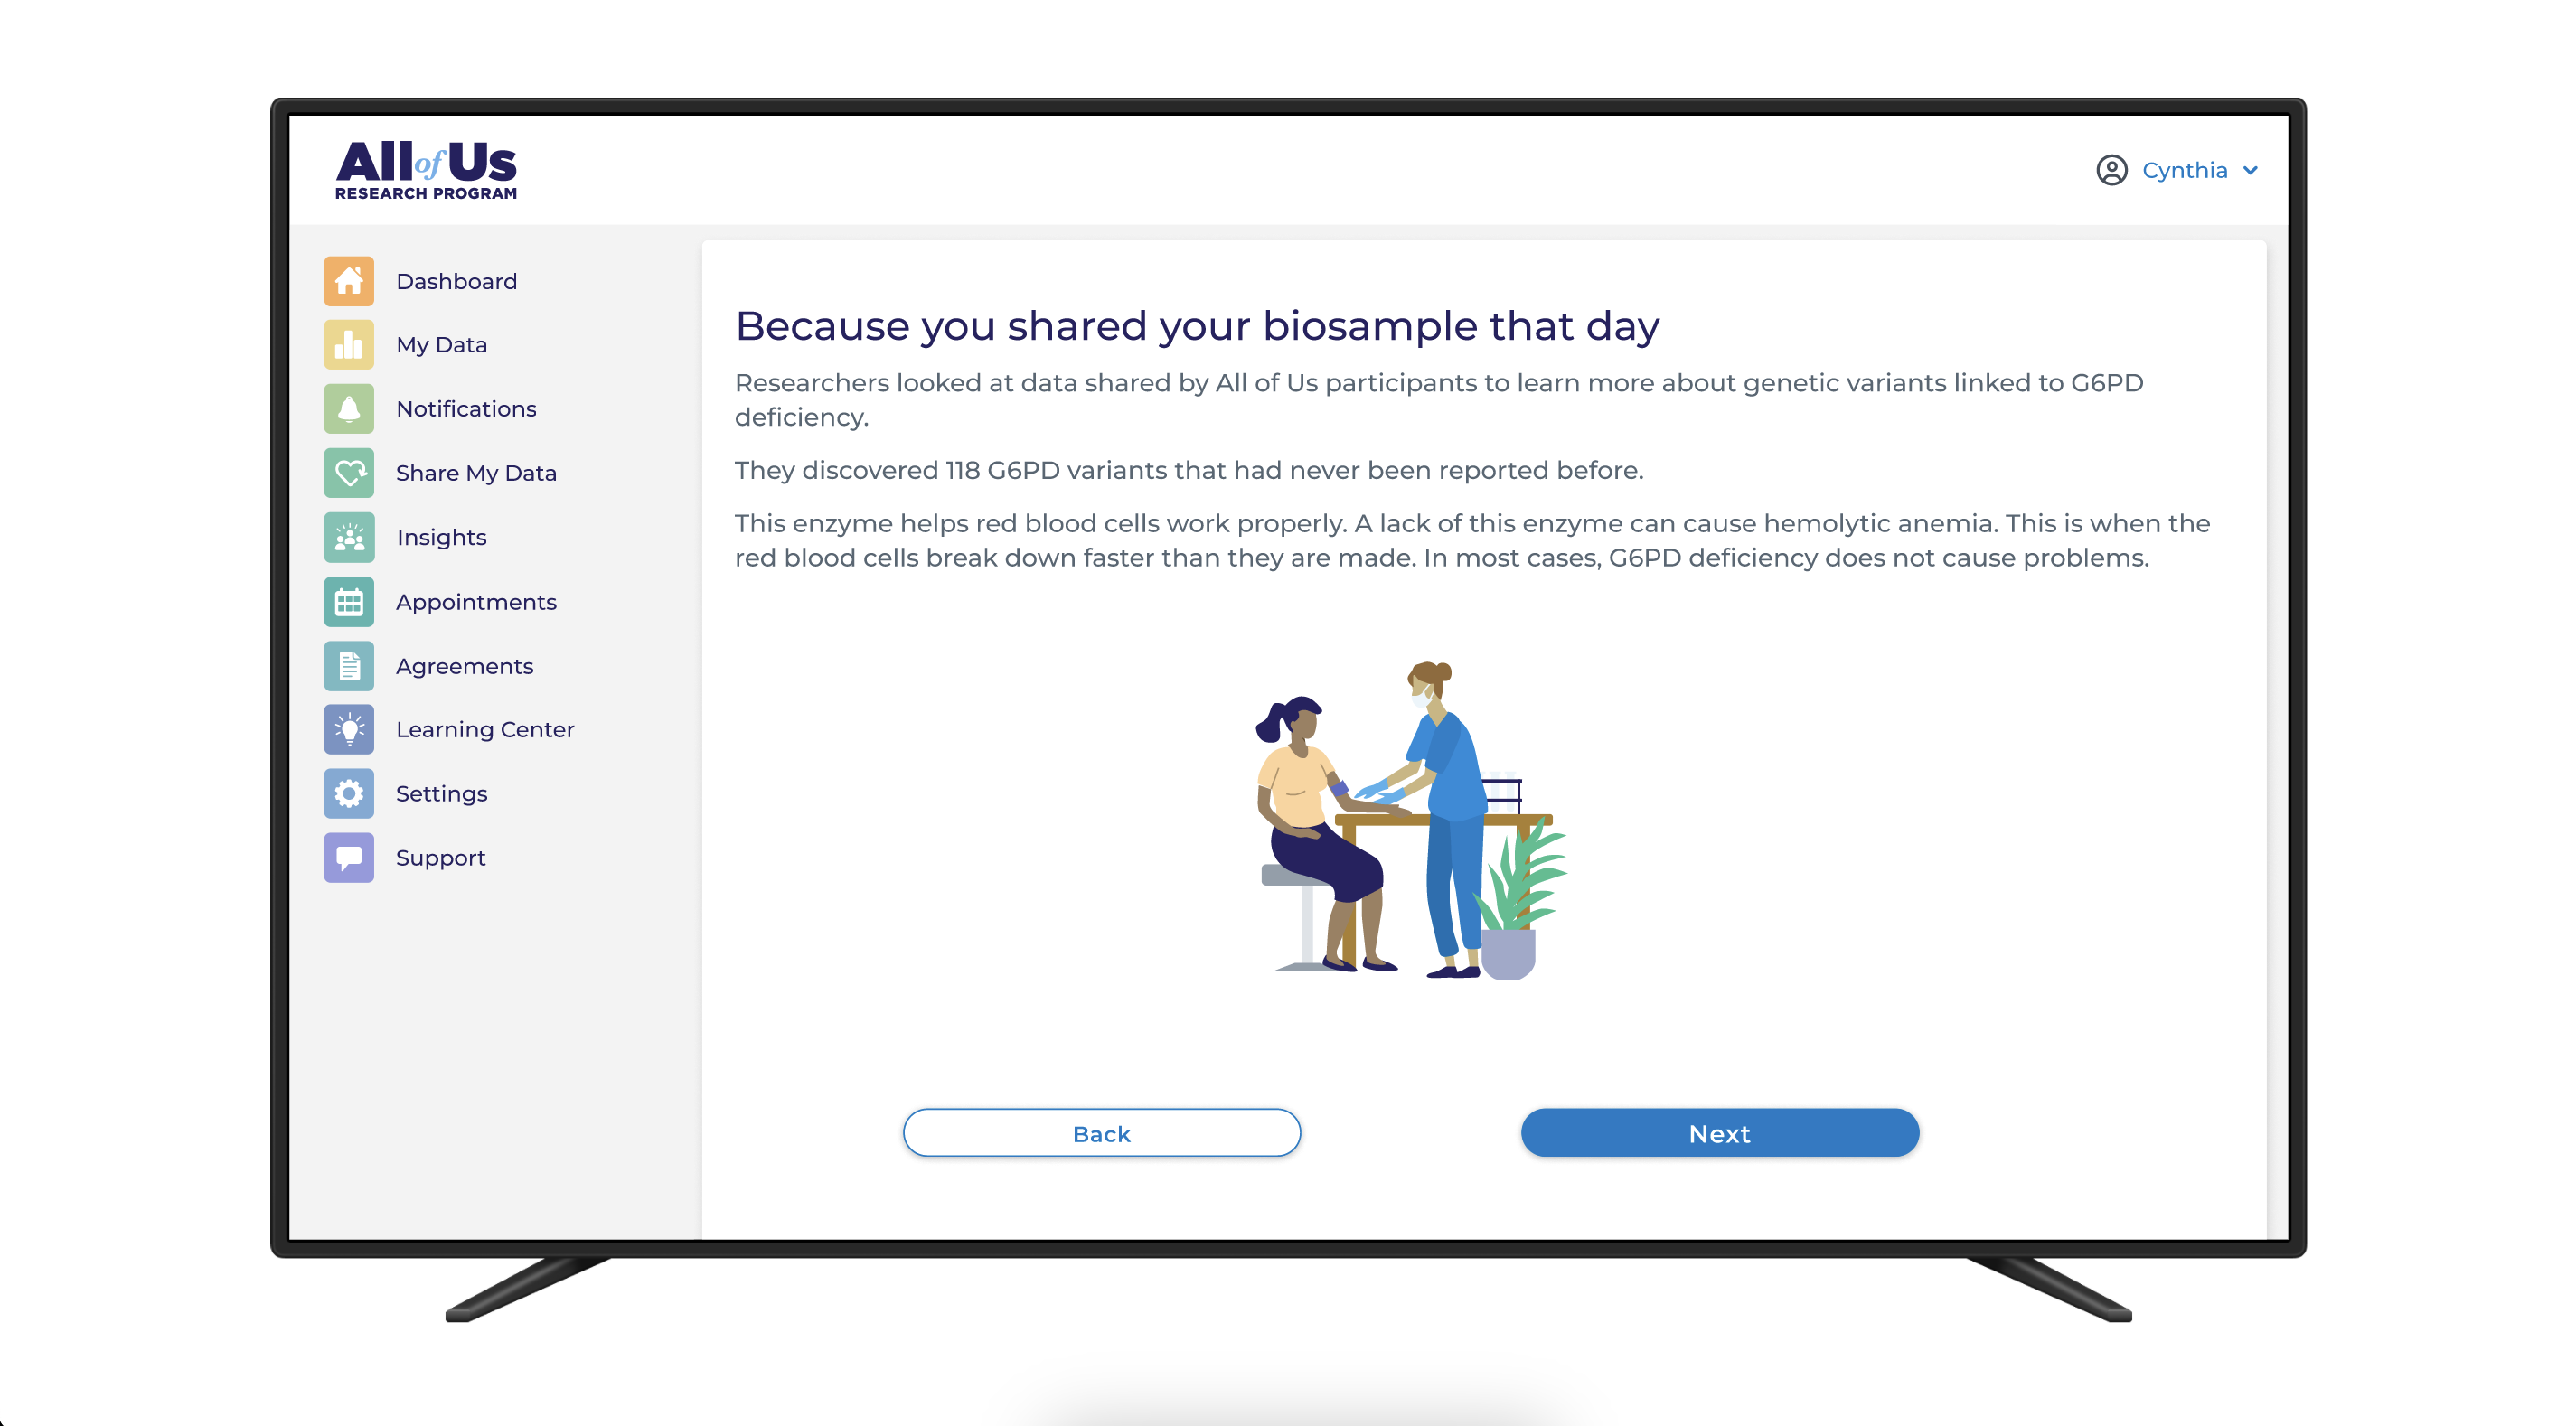 All of Us
RESEARCH PROGRAM
Cynthia
Dashboard
My Data
Notifications
Share My Data
Insights
Appointments
Agreements
Learning Center
Settings
Support
Because you shared your biosample that day
Researchers looked at data shared by All of Us participants to learn more about genetic variants linked to G6PD
deficiency.
They discovered 118 G6PD variants that had never been reported before.
This enzyme helps red blood cells work properly. A lack of this enzyme can cause hemolytic anemia. This is when the
red blood cells break down faster than they are made. In most cases, G6PD deficiency does not cause problems.
Back
Next